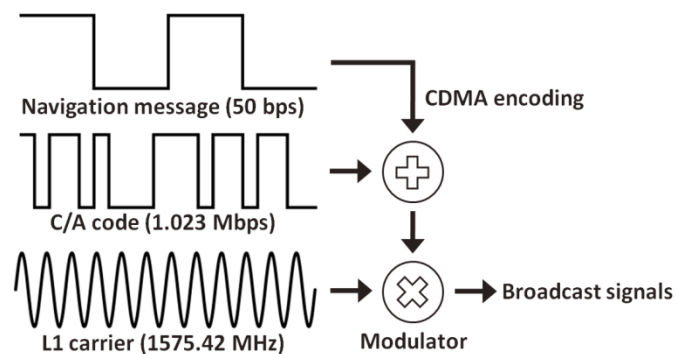 Navigation message (50 bps)
CDMA encoding
C/A code (1.023 Mbps)
Broadcast signals
L1 carrier (1575.42 MHz)
Modulator